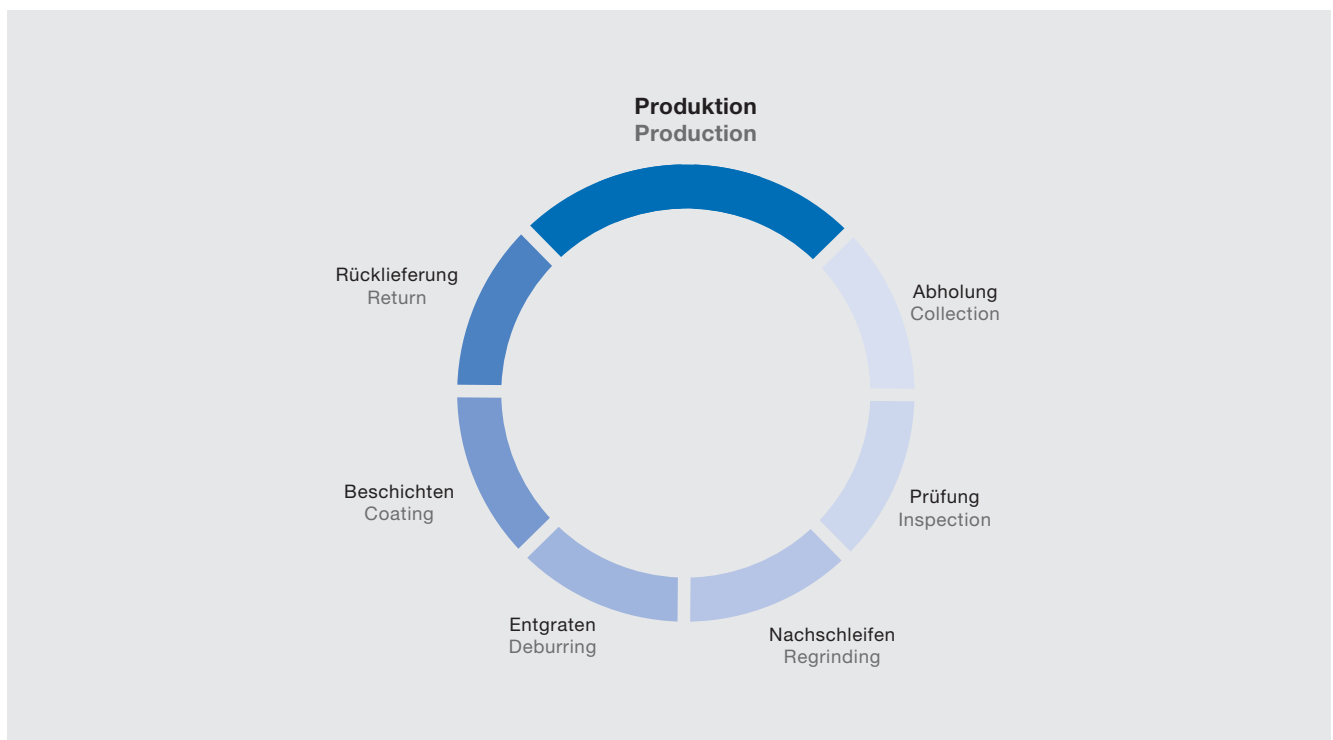 Produktion
Production
Abholung
Collection
Prüfung
Inspection
Nachschleifen
Regrinding
Entgraten
Deburring
Beschichten
Coating
Rücklieferung
Return